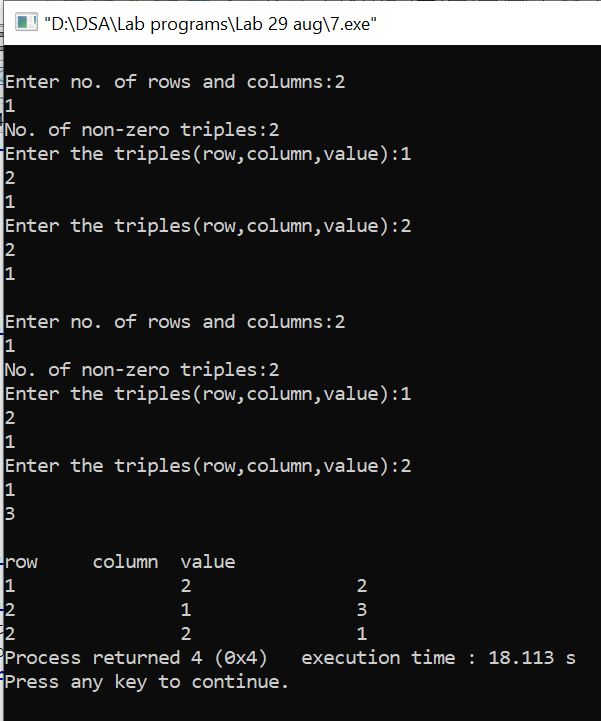 "D:\DSA\Lab programs\Lab 29 aug\7.exe"
Enter no. of rows and columns:2
1
No. of non-zero triples:2
Enter the triples(row,column,value):1
2
1
Enter the triples(row,column,value):2
2
1
Enter no. of rows and columns:2
1
No. of non-zero triples:2
Enter the triples(row,column,value):1
2
1
Enter the triples(row,column,value):2
1
3
row column value
1 2 2
2 1 3
2 2 1
Process returned 4 (0x4) execution time : 18.113 s
Press any key to continue.